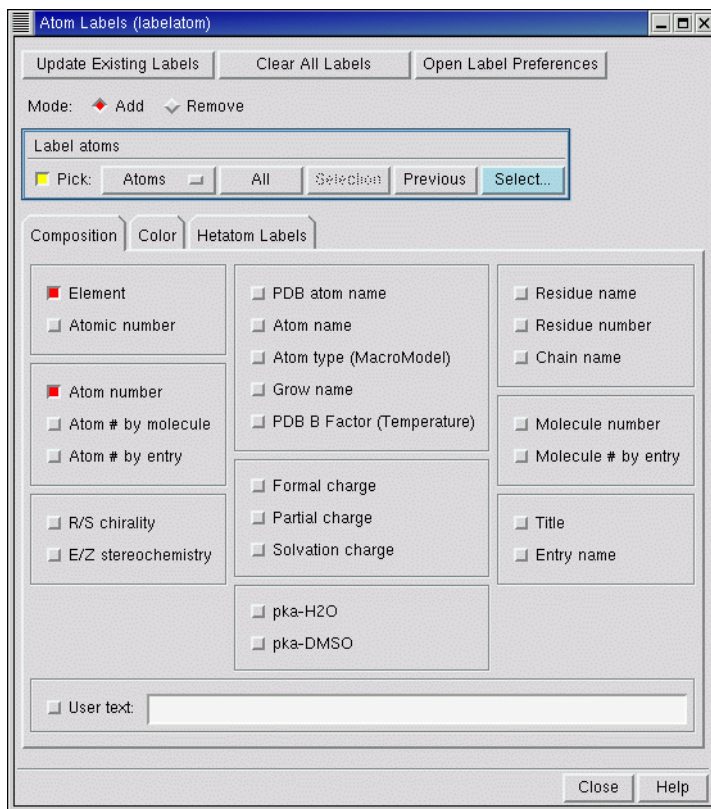 Atom Labels (labelatom)
Update Existing Labels Clear All Labels Open Label Preferences
Mode: Add Remove
Label atoms
Pick: Atoms All Selection Previous Select...
Composition Color Hetatom Labels
Element
Atomic number
Atom number
Atom # by molecule
Atom # by entry
R/S chirality
E/Z stereochemistry
PDB atom name
Atom name
Atom type (MacroModel)
Grow name
PDB B Factor (Temperature)
Formal charge
Partial charge
Solvation charge
pka-H2O
pka-DMSO
Residue name
Residue number
Chain name
Molecule number
Molecule # by entry
Title
Entry name
User text:
Close Help